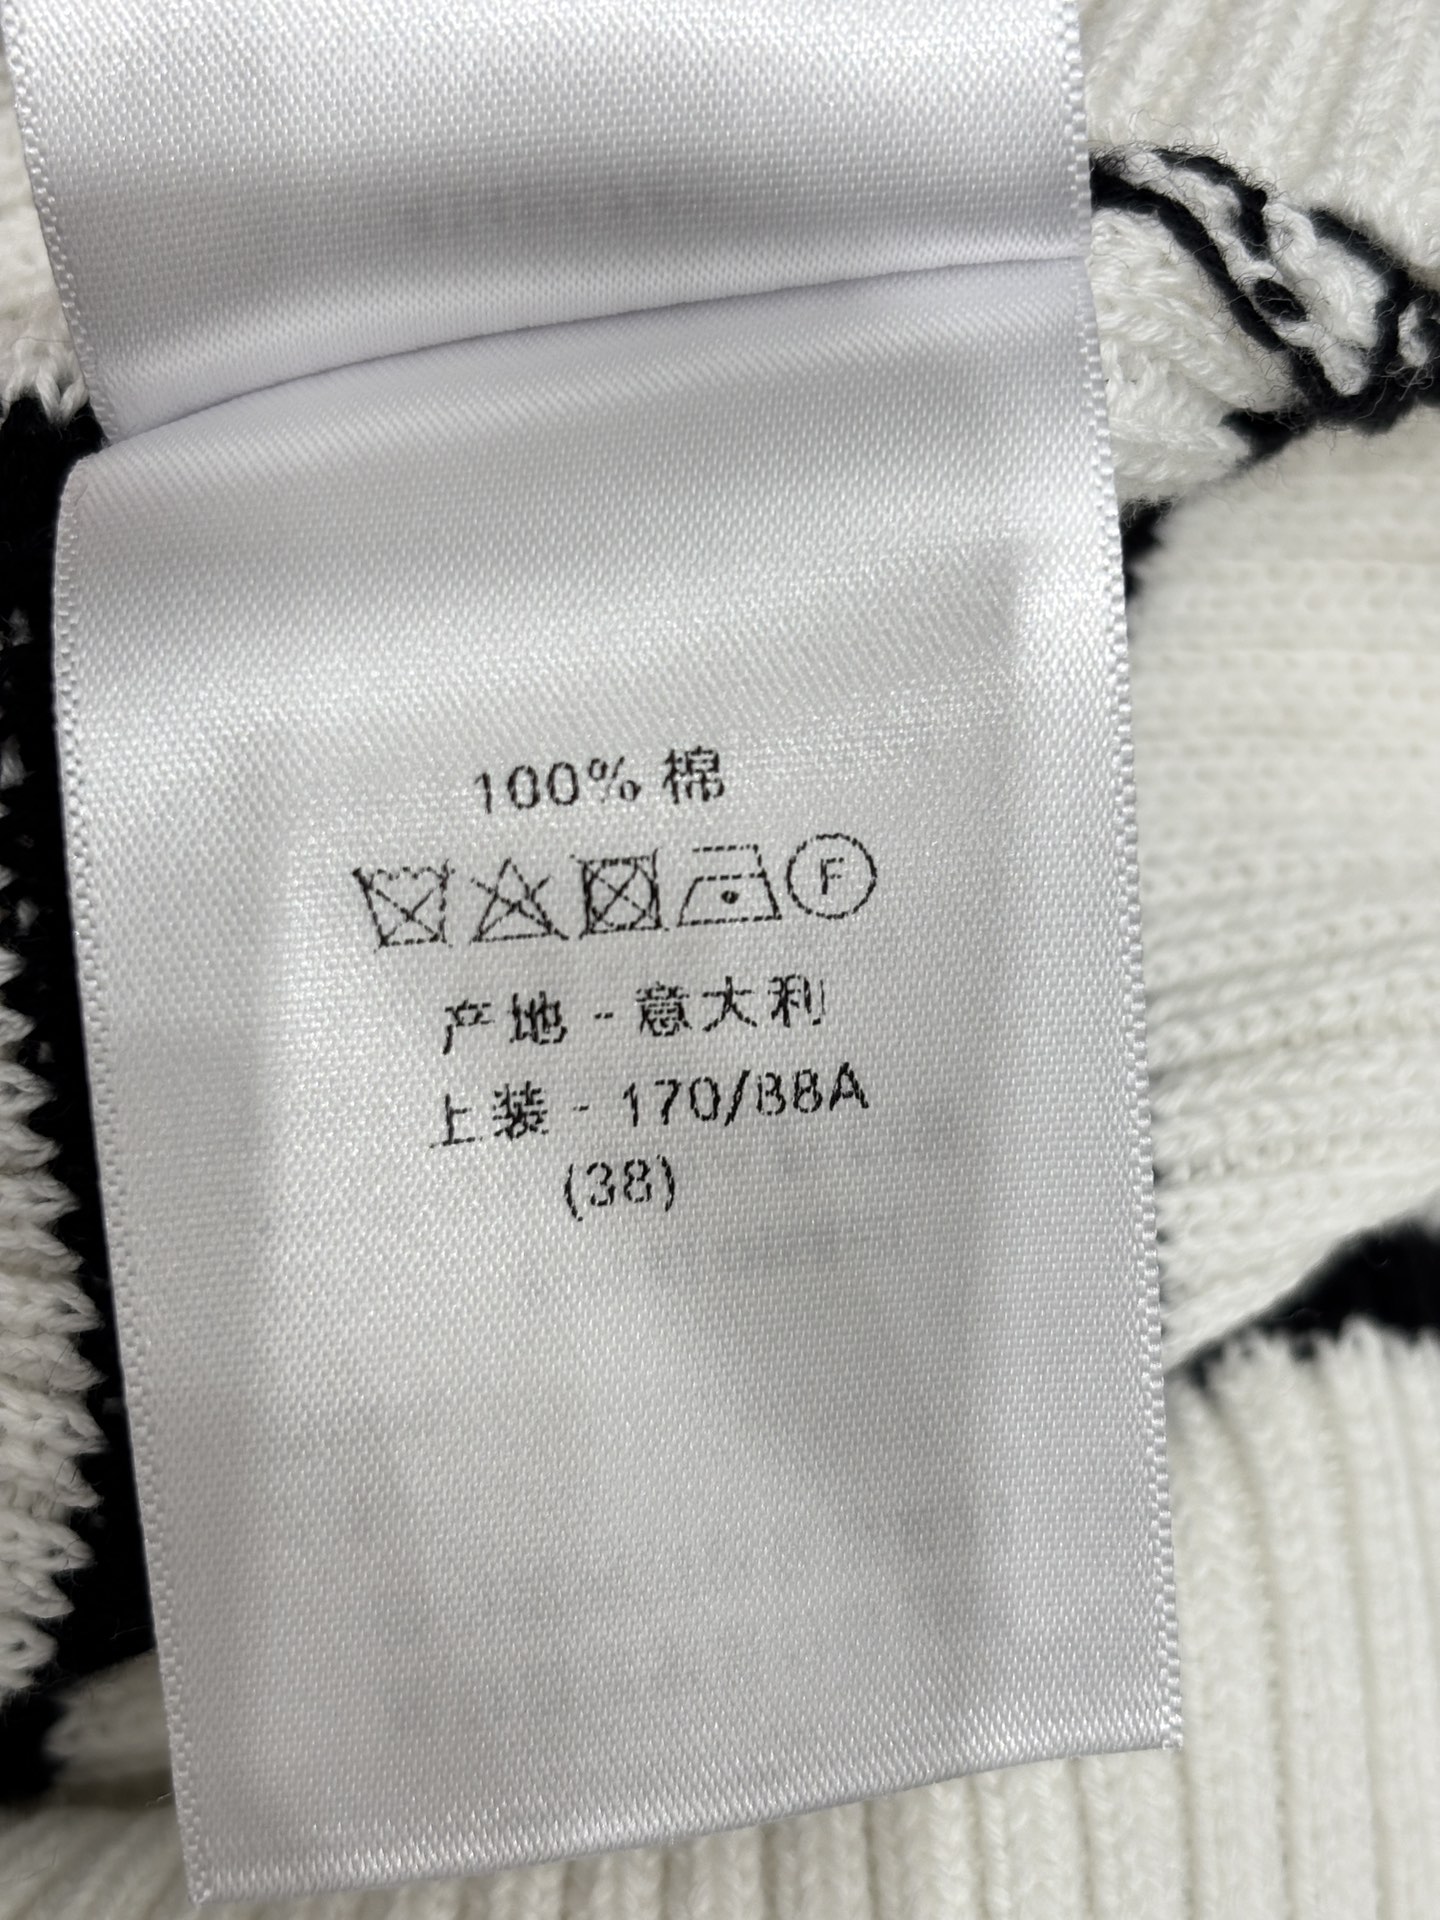 100% 棉
F
产地 - 意大利
上装 - 170/88A
(38)